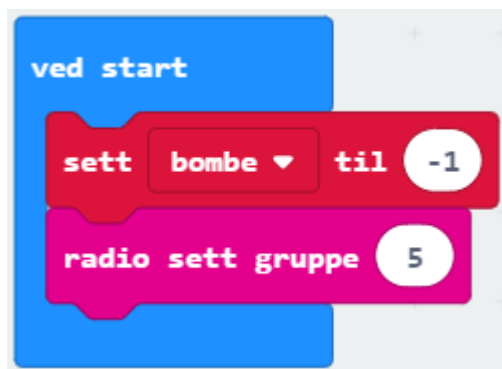 ved start
sett bombe til -1
radio sett gruppe 5